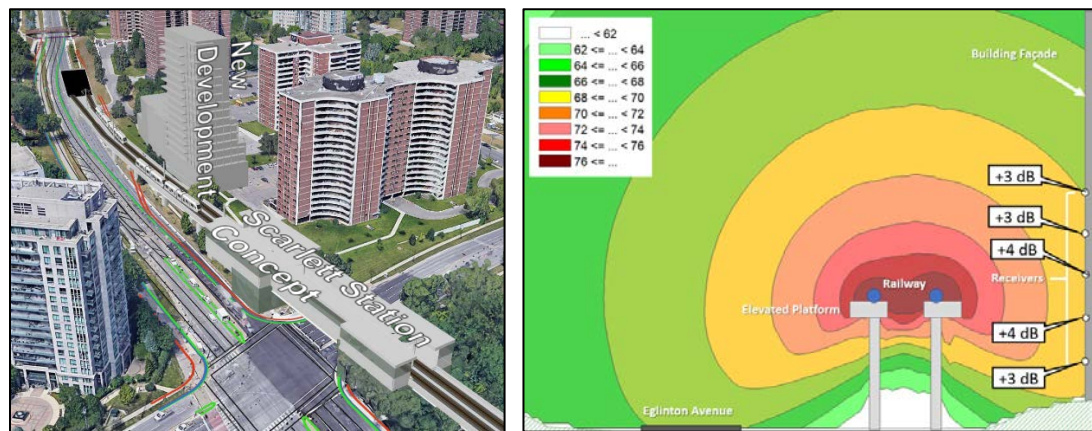 New
Development
Scarlett Station
Concept
... < 62
62 <= ... < 64
64 <= ... < 66
66 <= ... < 68
68 <= ... < 70
70 <= ... < 72
72 <= ... < 74
74 <= ... < 76
76 <= ...
Building Façade
+3 dB
+3 dB
+4 dB
Receivers
Railway
Elevated Platform
+4 dB
+3 dB
Eglinton Avenue